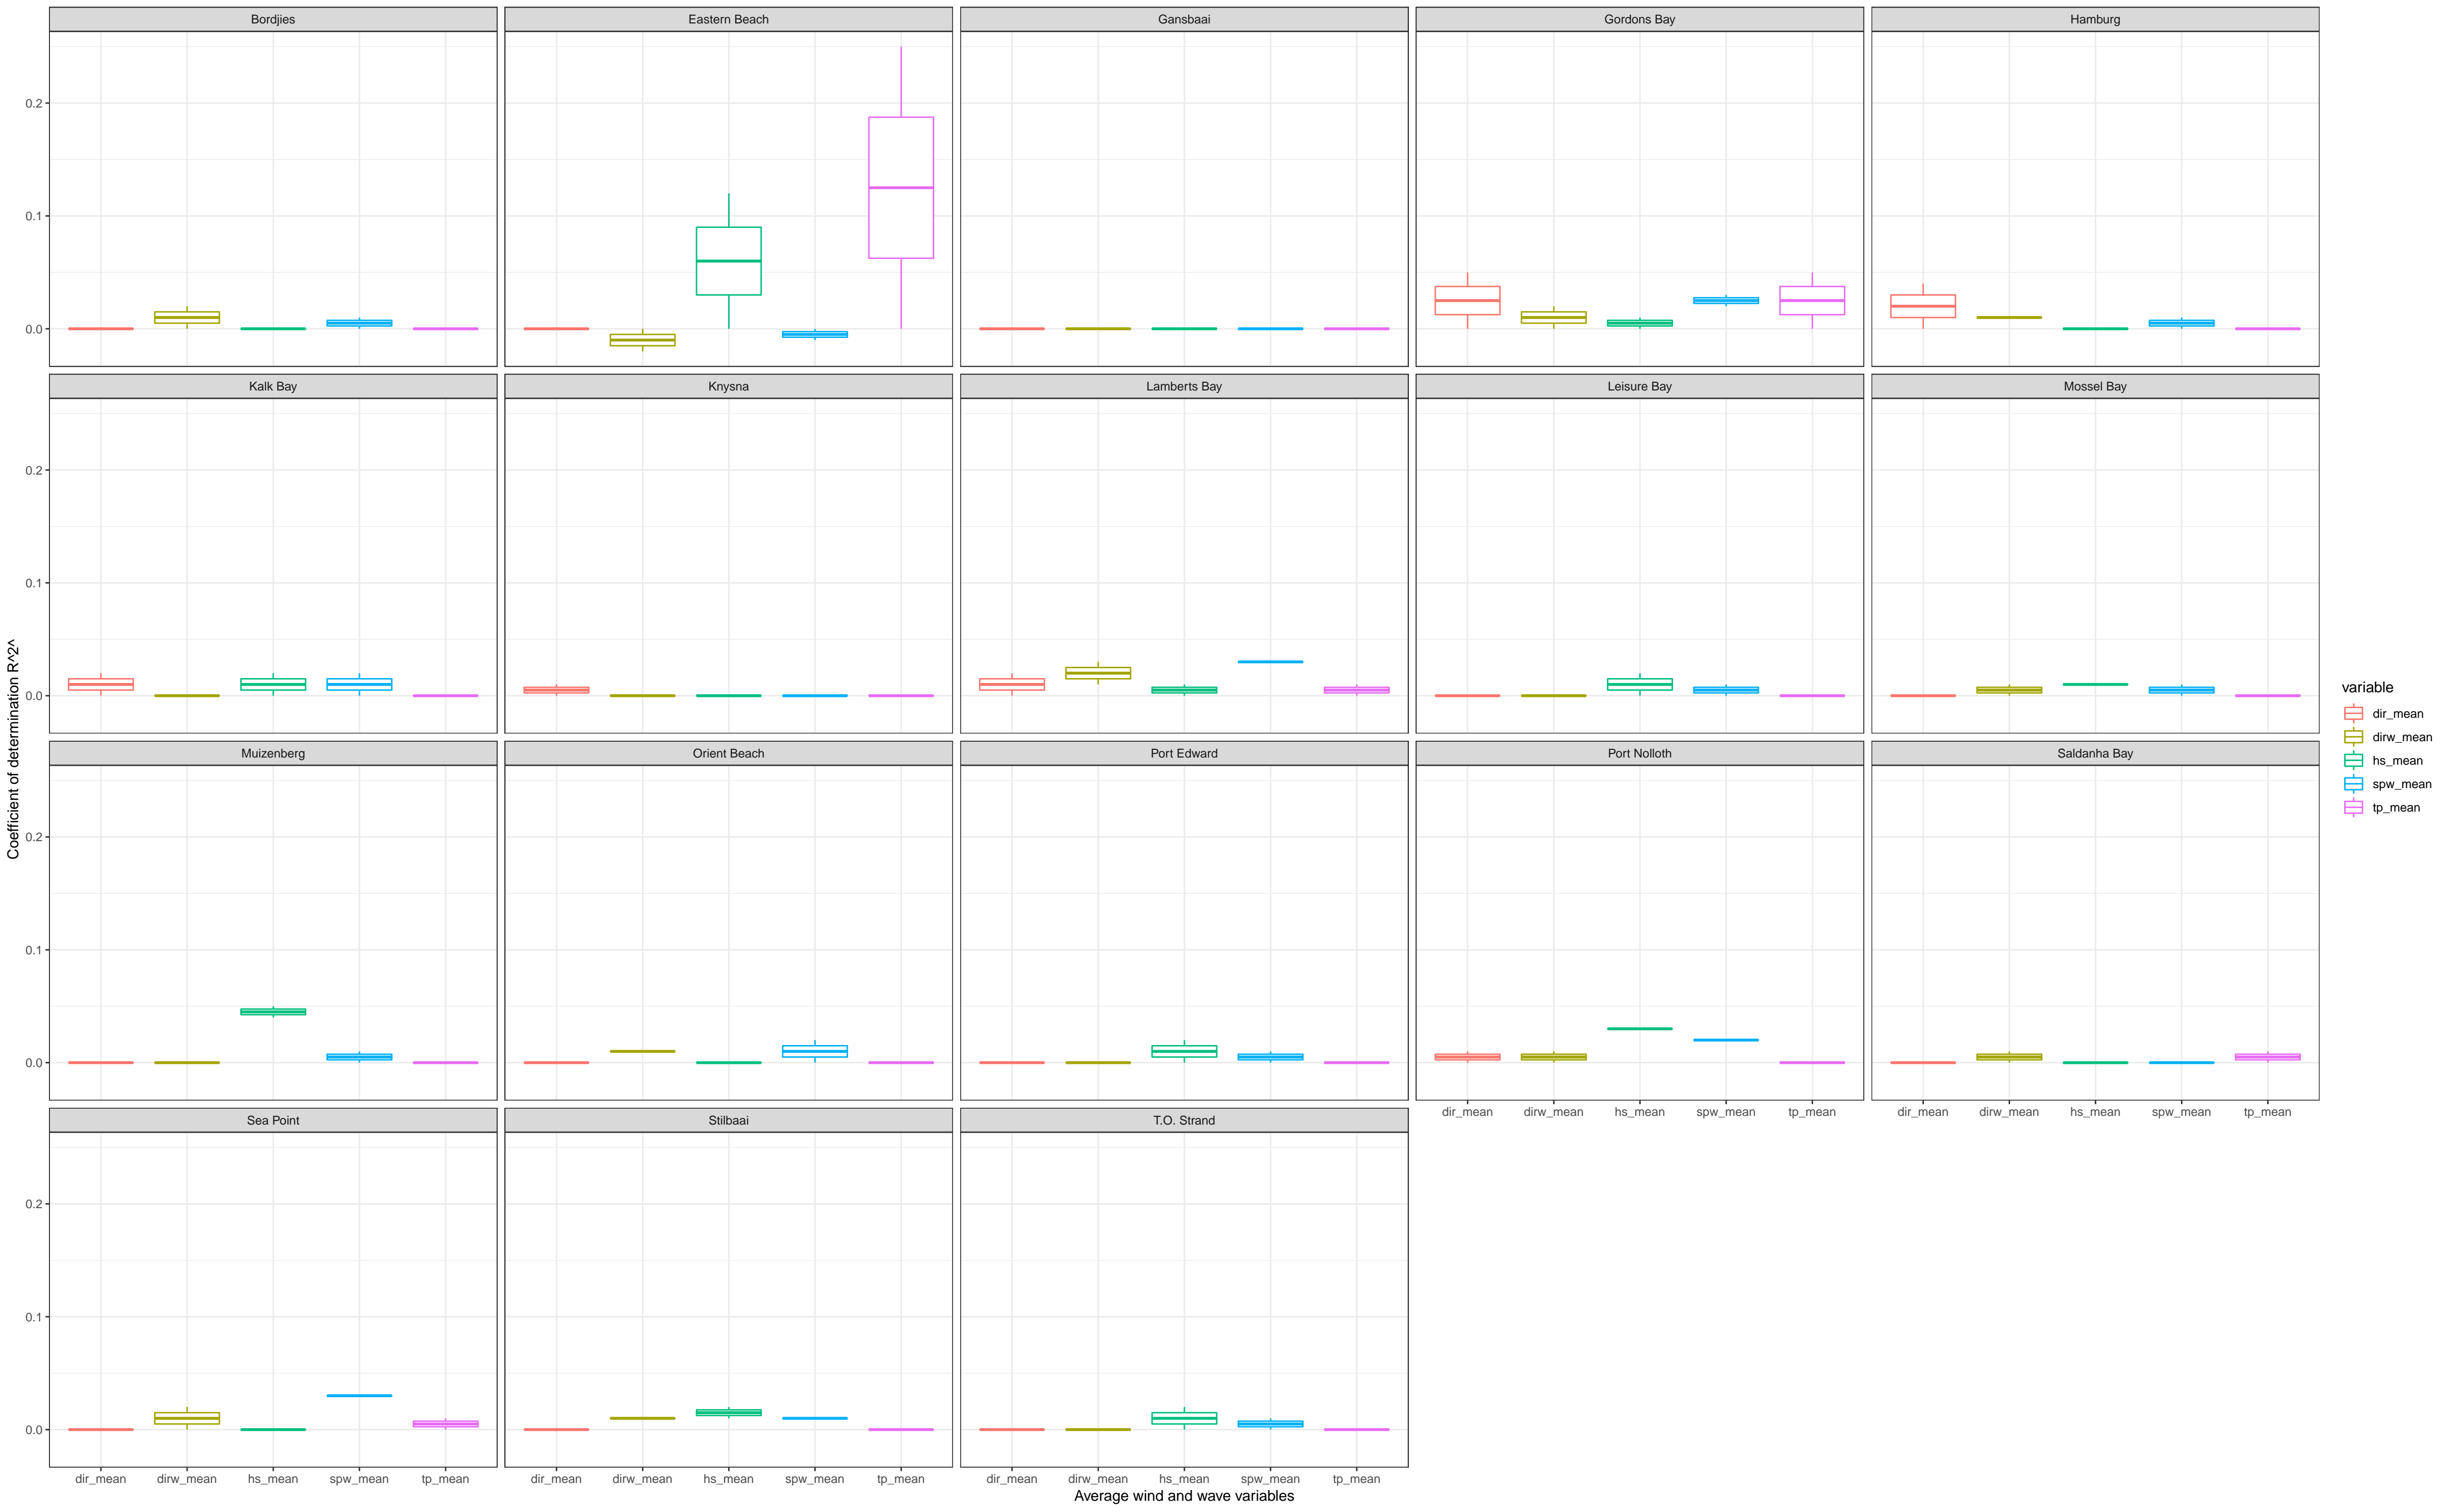 Bordjies Eastern Beach Gansbaai Gordons Bay Hamburg
0.2
0.1
0.0
Kalk Bay Knysna Lamberts Bay Leisure Bay Mossel Bay
0.2
0.1
0.0
Muizenberg Orient Beach Port Edward Port Nolloth Saldanha Bay
0.2
0.1
0.0
dir_mean dirw_mean hs_mean spw_mean tp_mean dir_mean dirw_mean hs_mean spw_mean tp_mean
Sea Point Stilbaai T.O. Strand
0.2
0.1
0.0
dir_mean dirw_mean hs_mean spw_mean tp_mean dir_mean dirw_mean hs_mean spw_mean tp_mean dir_mean dirw_mean hs_mean spw_mean tp_mean
Average wind and wave variables
Coefficient of determination R^2^
variable
dir_mean
dirw_mean
hs_mean
spw_mean
tp_mean